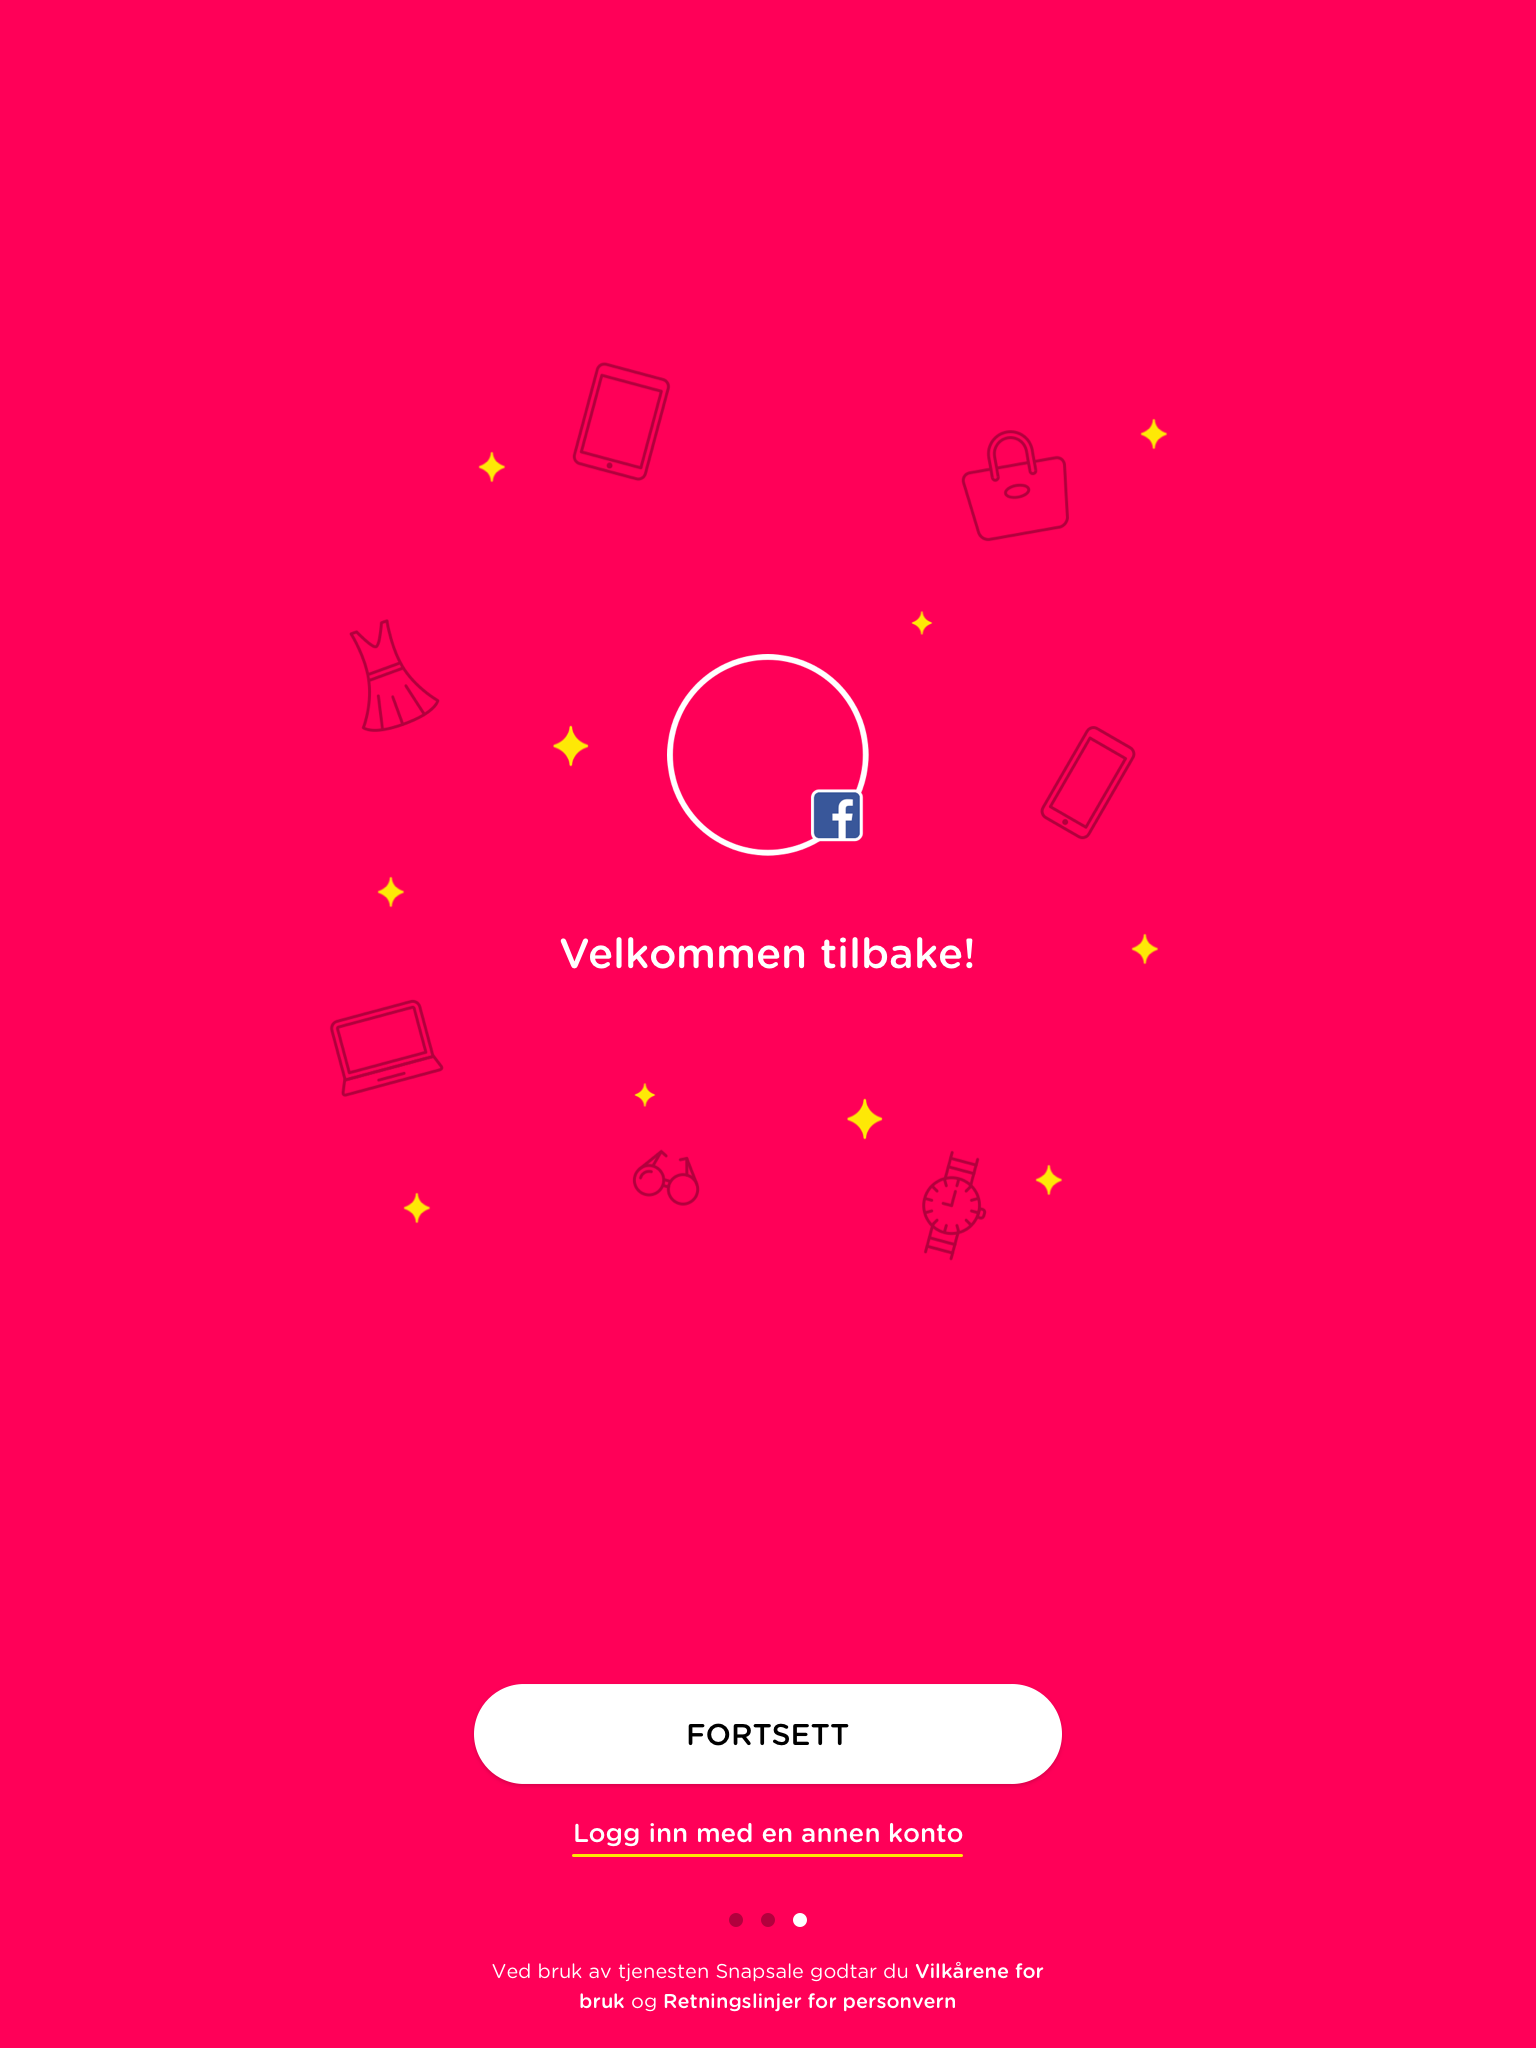 Velkommen tilbake!
FORTSETT
Logg inn med en annen konto
Ved bruk av tjenesten Snapsale godtar du Vilkårene for
bruk og Retningslinjer for personvern